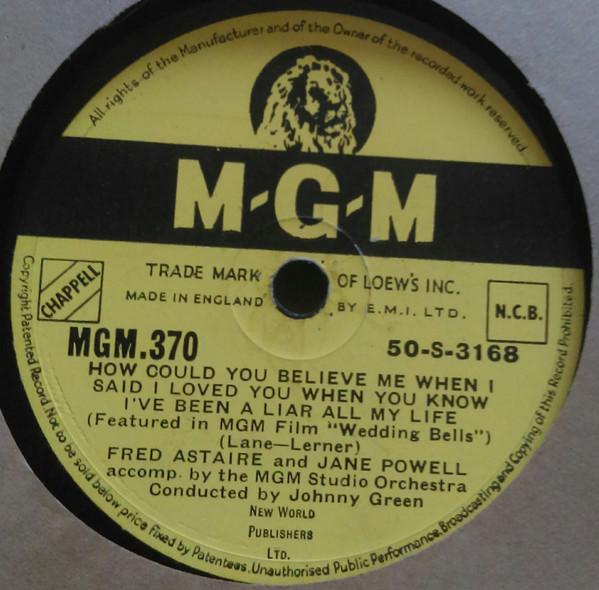 All rights of the Manufacturer and of the Owner of the recorded work reserved.
M-G-M
TRADE MARK OF LOEW'S INC.
CHAPPELL
MADE IN ENGLAND BY E.M.I. LTD.
N.C.B.
MGM.370 50-S-3168
HOW COULD YOU BELIEVE ME WHEN I
SAID I LOVED YOU WHEN YOU KNOW
I'VE BEEN A LIAR ALL MY LIFE
(Featured in MGM Film "Wedding Bells")
(Lane—Lerner)
FRED ASTAIRE and JANE POWELL
accomp. by the MGM Studio Orchestra
Conducted by Johnny Green
NEW WORLD
PUBLISHERS
LTD.
Copyright Patented Record. Not to be sold below price fixed by Patentees. Unauthorised Public Performance, Broadcasting and Copying of this Record Prohibited.